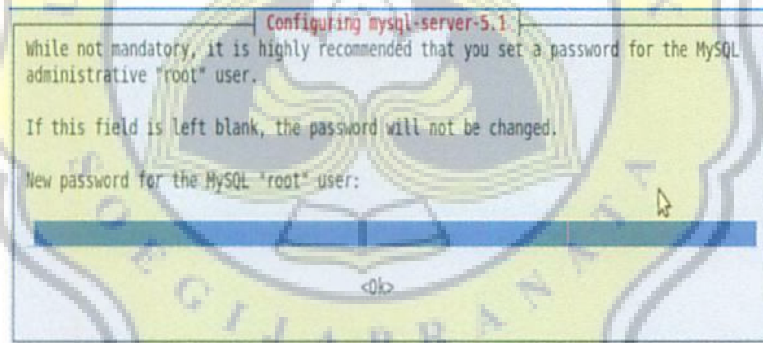 Configuring mysql-server-5.1
While not mandatory, it is highly recommended that you set a password for the MySQL
administrative "root" user.
If this field is left blank, the password will not be changed.
New password for the MySQL "root" user:
<Ok>
SOEGIJAPRANATA